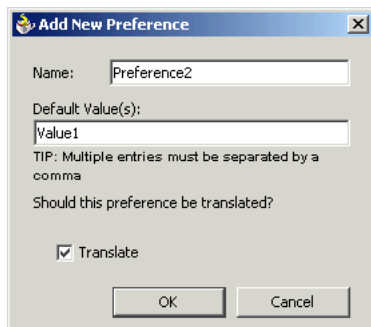 Add New Preference
Name: Preference2
Default Value(s):
Value1
TIP: Multiple entries must be separated by a
comma
Should this preference be translated?
Translate
OK Cancel